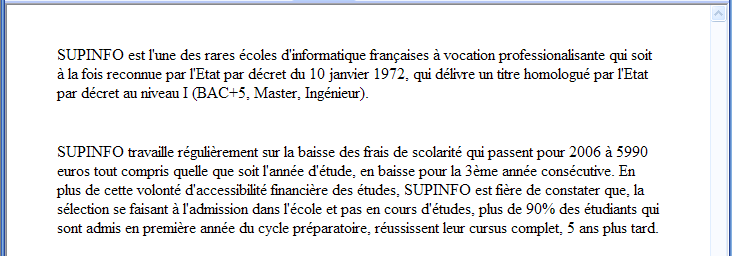 SUPINFO est l'une des rares écoles d'informatique françaises à vocation professionalisante qui soit
à la fois reconnue par l'Etat par décret du 10 janvier 1972, qui délivre un titre homologué par l'Etat
par décret au niveau I (BAC+5, Master, Ingénieur).
SUPINFO travaille régulièrement sur la baisse des frais de scolarité qui passent pour 2006 à 5990
euros tout compris quelle que soit l'année d'étude, en baisse pour la 3ème année consécutive. En
plus de cette volonté d'accessibilité financière des études, SUPINFO est fière de constater que, la
sélection se faisant à l'admission dans l'école et pas en cours d'études, plus de 90% des étudiants qui
sont admis en première année du cycle préparatoire, réussissent leur cursus complet, 5 ans plus tard.